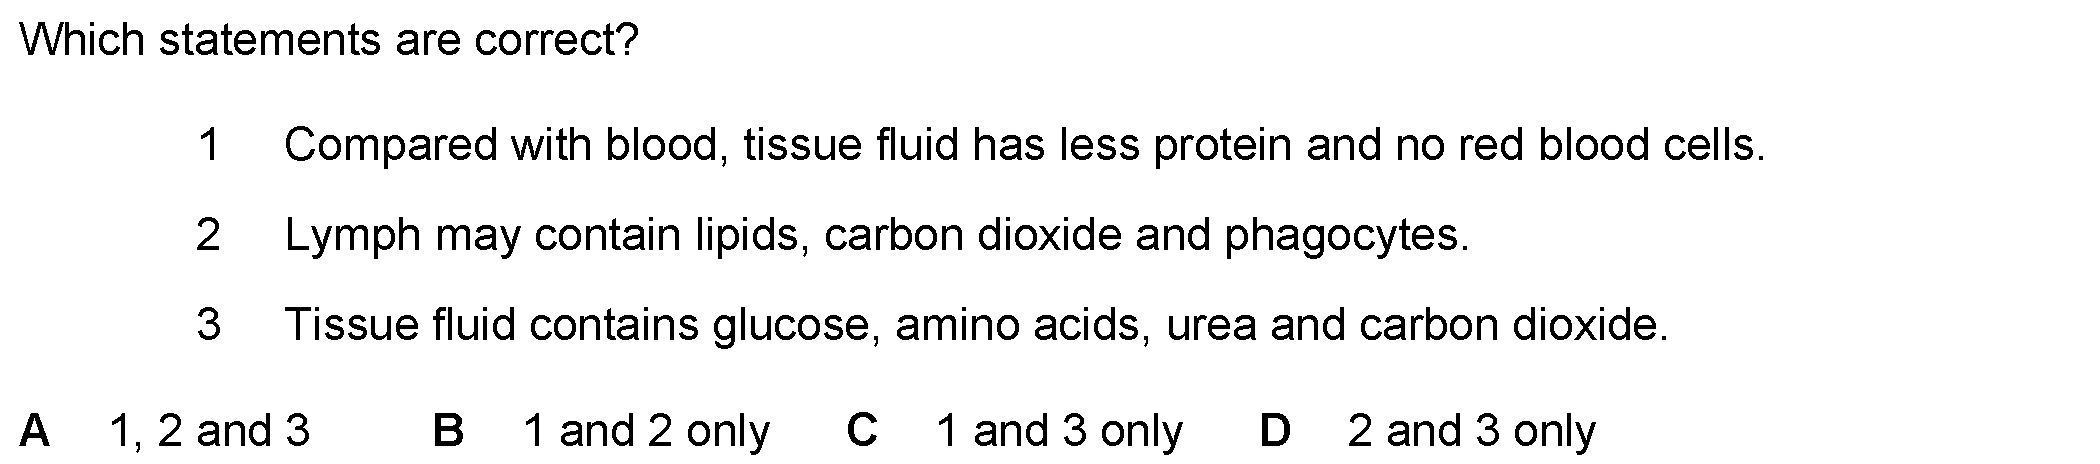 Which statements are correct?
1 Compared with blood, tissue fluid has less protein and no red blood cells.
2 Lymph may contain lipids, carbon dioxide and phagocytes.
3 Tissue fluid contains glucose, amino acids, urea and carbon dioxide.
A 1, 2 and 3 B 1 and 2 only C 1 and 3 only D 2 and 3 only